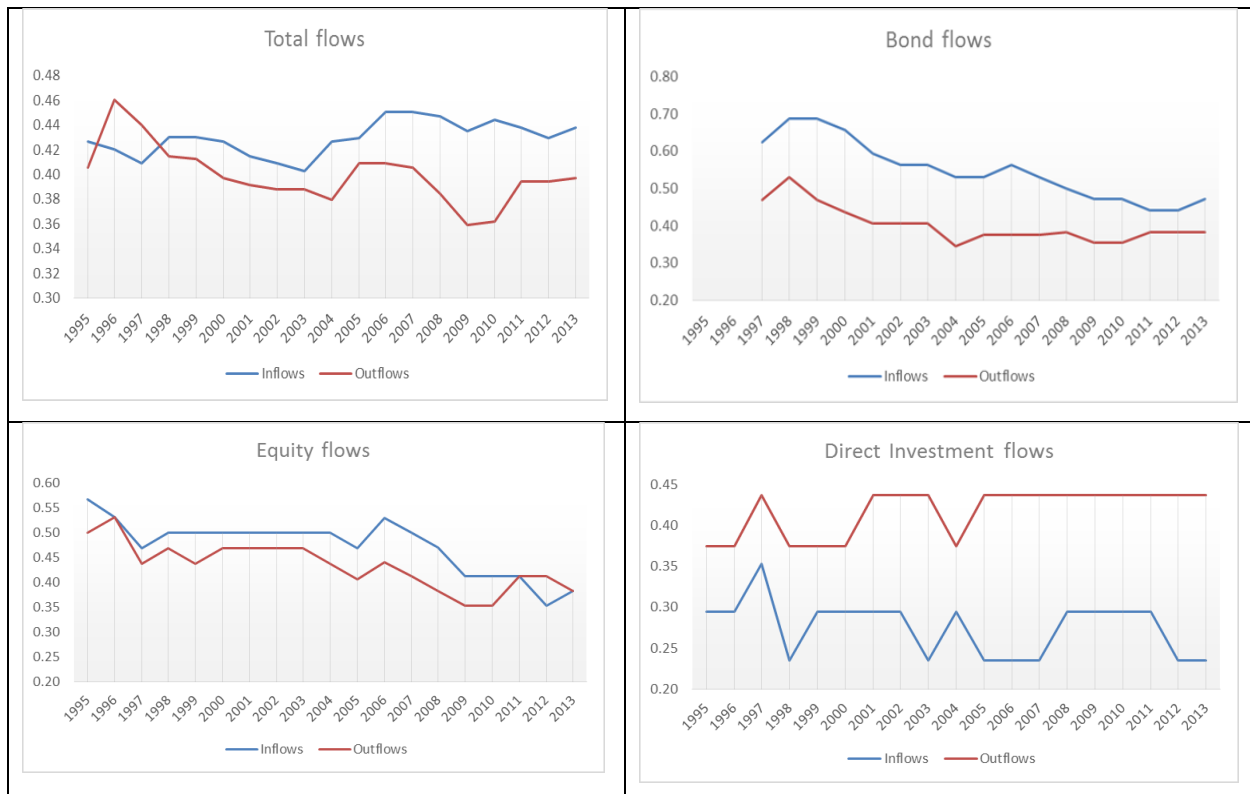 Total flows
0.48
0.46
0.44
0.42
0.40
0.38
0.36
0.34
0.32
0.30
1995 1996 1997 1998 1999 2000 2001 2002 2003 2004 2005 2006 2007 2008 2009 2010 2011 2012 2013
Inflows Outflows
Bond flows
0.80
0.70
0.60
0.50
0.40
0.30
0.20
1995 1996 1997 1998 1999 2000 2001 2002 2003 2004 2005 2006 2007 2008 2009 2010 2011 2012 2013
Inflows Outflows
Equity flows
0.60
0.55
0.50
0.45
0.40
0.35
0.30
0.25
0.20
1995 1996 1997 1998 1999 2000 2001 2002 2003 2004 2005 2006 2007 2008 2009 2010 2011 2012 2013
Inflows Outflows
Direct Investment flows
0.45
0.40
0.35
0.30
0.25
0.20
1995 1996 1997 1998 1999 2000 2001 2002 2003 2004 2005 2006 2007 2008 2009 2010 2011 2012 2013
Inflows Outflows